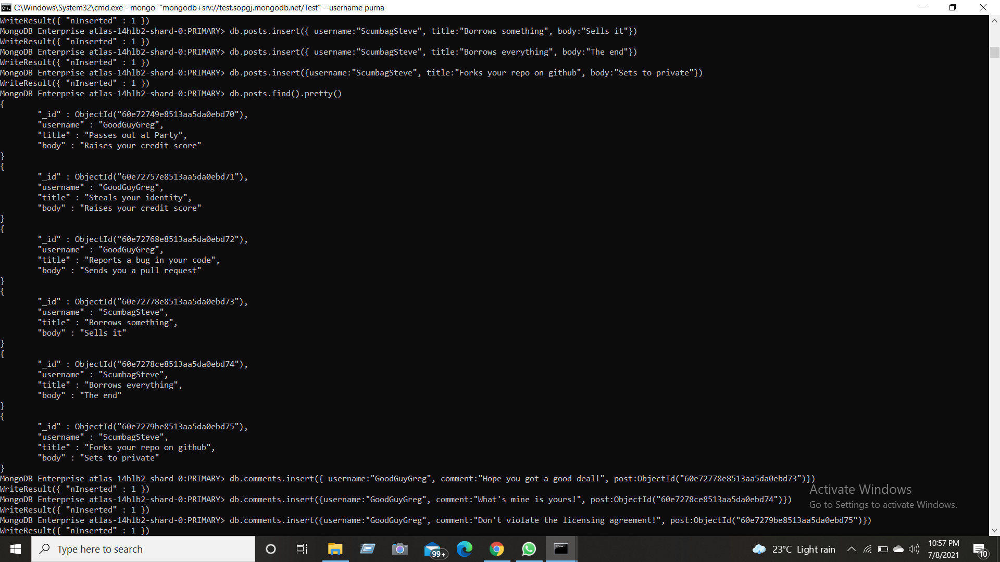 C:\Windows\System32\cmd.exe - mongo  "mongodb+srv://test.sopgj.mongodb.net/Test" --username purna
WriteResult({ "nInserted" : 1 })
MongoDB Enterprise atlas-14hlb2-shard-0:PRIMARY> db.posts.insert({ username:"ScumbagSteve", title:"Borrows something", body:"Sells it"})
WriteResult({ "nInserted" : 1 })
MongoDB Enterprise atlas-14hlb2-shard-0:PRIMARY> db.posts.insert({ username:"ScumbagSteve", title:"Borrows everything", body:"The end"})
WriteResult({ "nInserted" : 1 })
MongoDB Enterprise atlas-14hlb2-shard-0:PRIMARY> db.posts.insert({username:"ScumbagSteve", title:"Forks your repo on github", body:"Sets to private"})
WriteResult({ "nInserted" : 1 })
MongoDB Enterprise atlas-14hlb2-shard-0:PRIMARY> db.posts.find().pretty()
{
"_id" : ObjectId("60e72749e8513aa5da0ebd70"),
"username" : "GoodGuyGreg",
"title" : "Passes out at Party",
"body" : "Raises your credit score"
}
{
"_id" : ObjectId("60e72757e8513aa5da0ebd71"),
"username" : "GoodGuyGreg",
"title" : "Steals your identity",
"body" : "Raises your credit score"
}
{
"_id" : ObjectId("60e72768e8513aa5da0ebd72"),
"username" : "GoodGuyGreg",
"title" : "Reports a bug in your code",
"body" : "Sends you a pull request"
}
{
"_id" : ObjectId("60e72778e8513aa5da0ebd73"),
"username" : "ScumbagSteve",
"title" : "Borrows something",
"body" : "Sells it"
}
{
"_id" : ObjectId("60e7278ce8513aa5da0ebd74"),
"username" : "ScumbagSteve",
"title" : "Borrows everything",
"body" : "The end"
}
{
"_id" : ObjectId("60e7279be8513aa5da0ebd75"),
"username" : "ScumbagSteve",
"title" : "Forks your repo on github",
"body" : "Sets to private"
}
MongoDB Enterprise atlas-14hlb2-shard-0:PRIMARY> db.comments.insert({ username:"GoodGuyGreg", comment:"Hope you got a good deal!", post:ObjectId("60e72778e8513aa5da0ebd73")})
WriteResult({ "nInserted" : 1 })
MongoDB Enterprise atlas-14hlb2-shard-0:PRIMARY> db.comments.insert({username:"GoodGuyGreg", comment:"What's mine is yours!", post:ObjectId("60e7278ce8513aa5da0ebd74")})
WriteResult({ "nInserted" : 1 })
MongoDB Enterprise atlas-14hlb2-shard-0:PRIMARY> db.comments.insert({username:"GoodGuyGreg", comment:"Don't violate the licensing agreement!", post:ObjectId("60e7279be8513aa5da0ebd75")})
WriteResult({ "nInserted" : 1 })
Activate Windows
Go to Settings to activate Windows.
Type here to search
99+
23°C Light rain
10:57 PM
7/8/2021
10